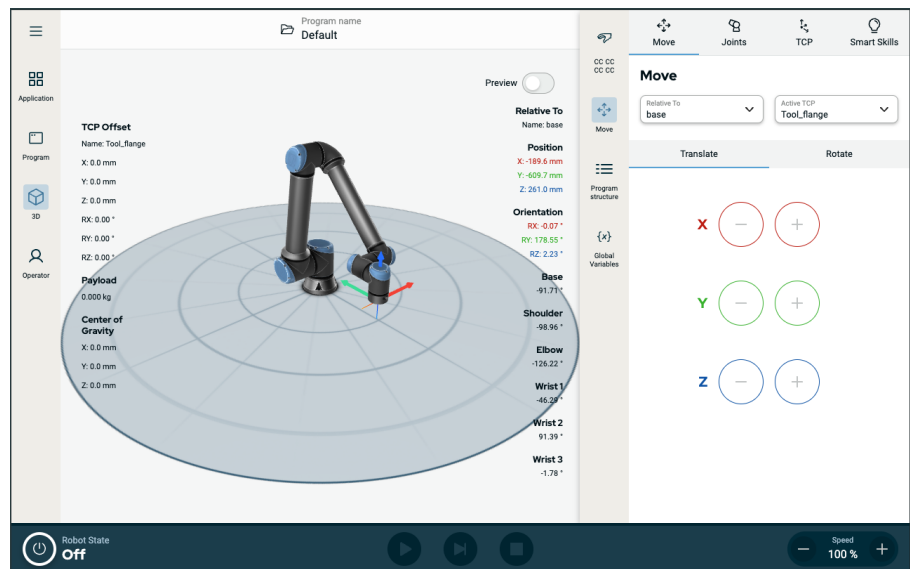 Program name
Default
Application
Program
3D
Operator
Preview
TCP Offset
Name: Tool_flange
X: 0.0 mm
Y: 0.0 mm
Z: 0.0 mm
RX: 0.00 °
RY: 0.00 °
RZ: 0.00 °
Payload
0.000 kg
Center of
Gravity
X: 0.0 mm
Y: 0.0 mm
Z: 0.0 mm
Relative To
Name: base
Position
X: -189.6 mm
Y: -609.7 mm
Z: 261.0 mm
Orientation
RX: -0.07 °
RY: 178.55 °
RZ: 2.23 °
Base
-91.71 °
Shoulder
-98.96 °
Elbow
-126.22 °
Wrist 1
-46.29 °
Wrist 2
91.39 °
Wrist 3
-1.78 °
CC CC
CC CC
Move
Program
structure
{x}
Global
Variables
Move
Joints
TCP
Smart Skills
Move
Relative To
base
Active TCP
Tool_flange
Translate
Rotate
X − +
Y − +
Z − +
Robot State
Off
Speed
− 100 % +